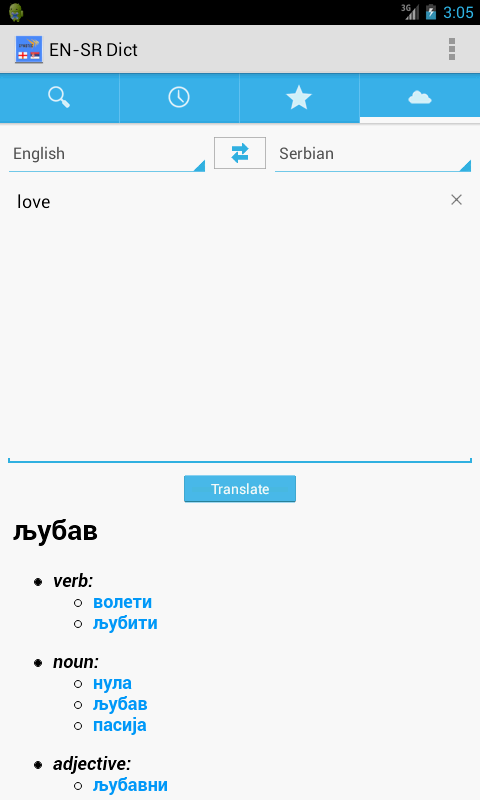 3G 3:05
EN-SR Dict
English Serbian
love
Translate
љубав
verb:
волети
љубити
noun:
нула
љубав
пасија
adjective:
љубавни